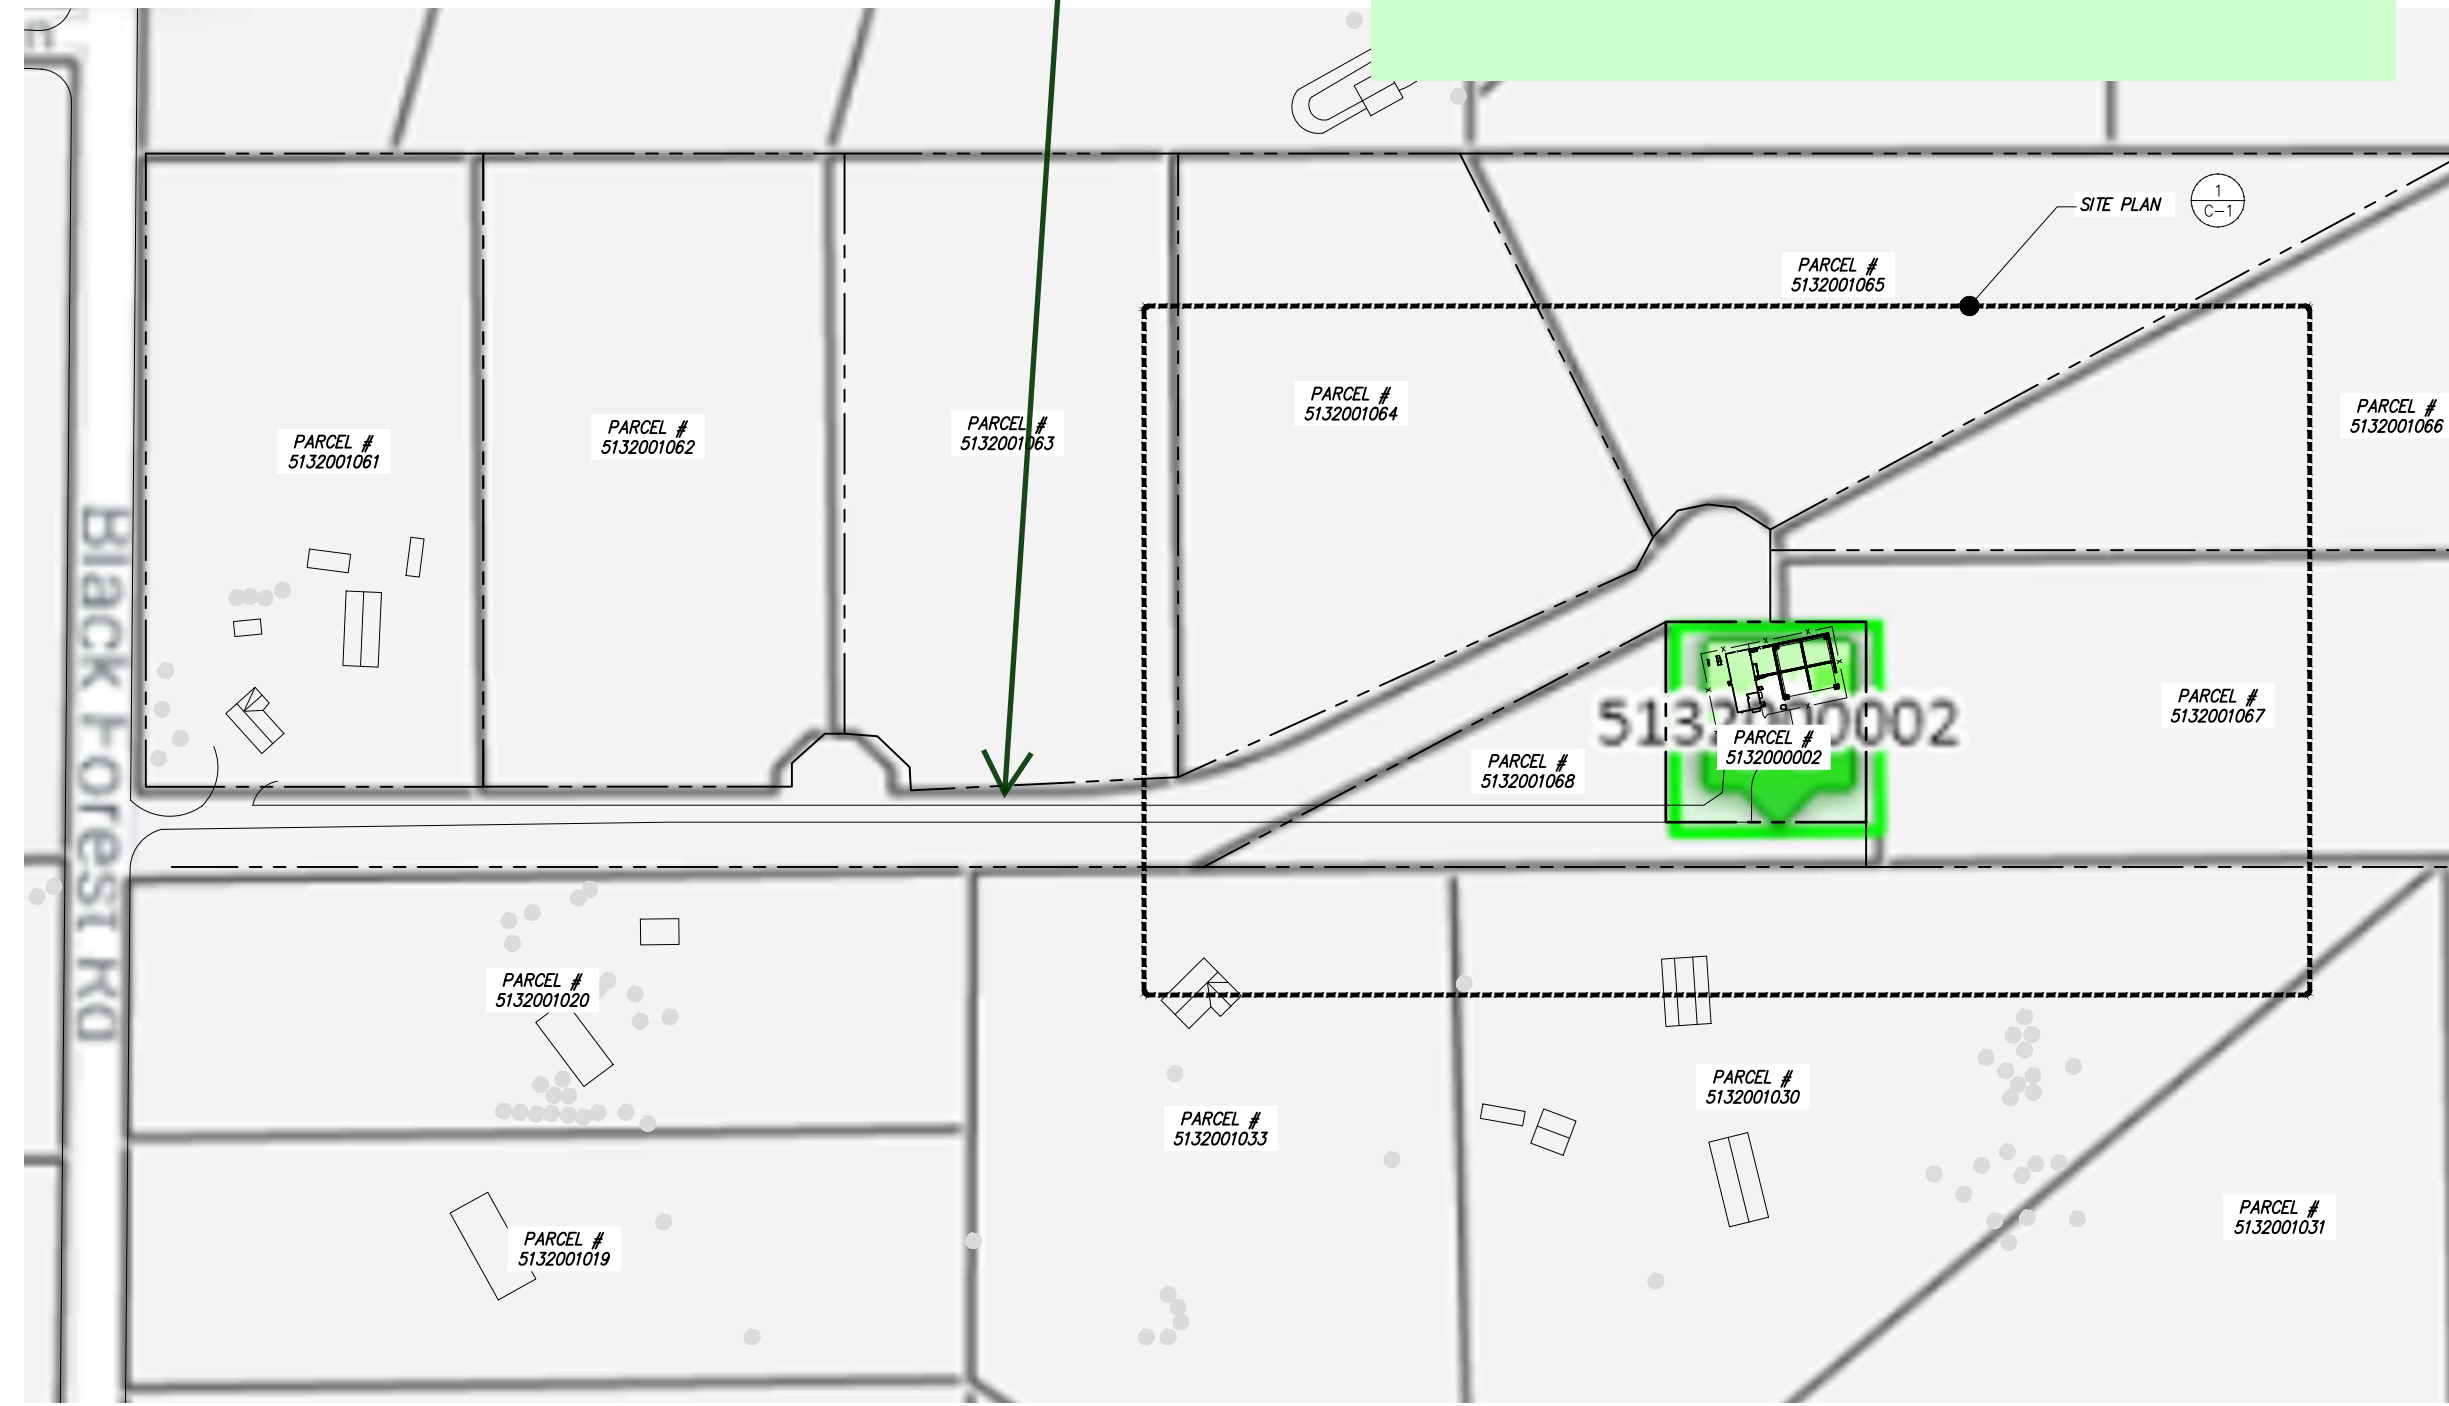 n
1
C-1
SITE PLAN
PARCEL #
5132001065
PARCEL #
5132001064
PARCEL #
5132001066
PARCEL #
5132001063
PARCEL #
5132001062
PARCEL #
5132001061
Black Forest Rd
5132000002
PARCEL #
5132000002
PARCEL #
5132001067
PARCEL #
5132001068
PARCEL #
5132001020
PARCEL #
5132001030
PARCEL #
5132001033
PARCEL #
5132001031
PARCEL #
5132001019